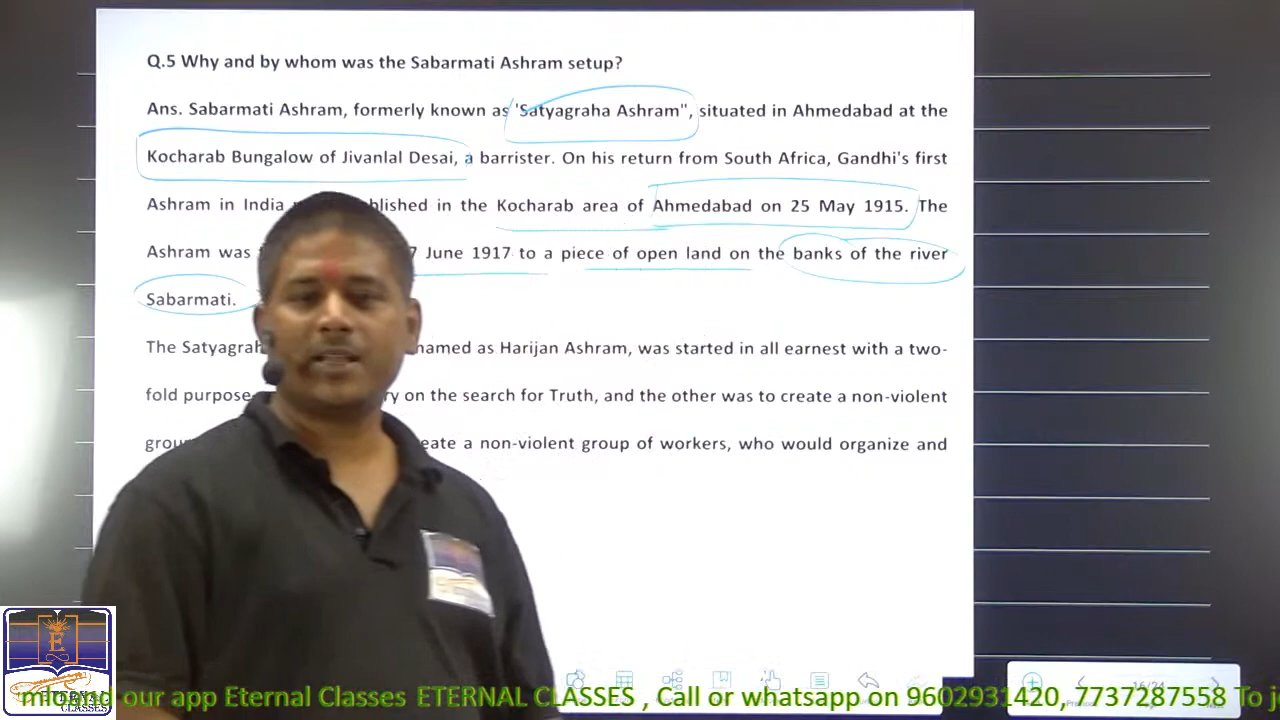 Q.5 Why and by whom was the Sabarmati Ashram setup?
Ans. Sabarmati Ashram, formerly known as 'Satyagraha Ashram", situated in Ahmedabad at the
Kocharab Bungalow of Jivanlal Desai, a barrister. On his return from South Africa, Gandhi's first
Ashram in India blished in the Kocharab area of Ahmedabad on 25 May 1915. The
Ashram was 7 June 1917 to a piece of open land on the banks of the river
Sabarmati.
The Satyagrah named as Harijan Ashram, was started in all earnest with a two-
fold purpose on the search for Truth, and the other was to create a non-violent
grou eate a non-violent group of workers, who would organize and
16/24
E
CLASSES
our app Eternal Classes ETERNAL CLASSES , Call or whatsapp on 9602931420, 7737287558 To j